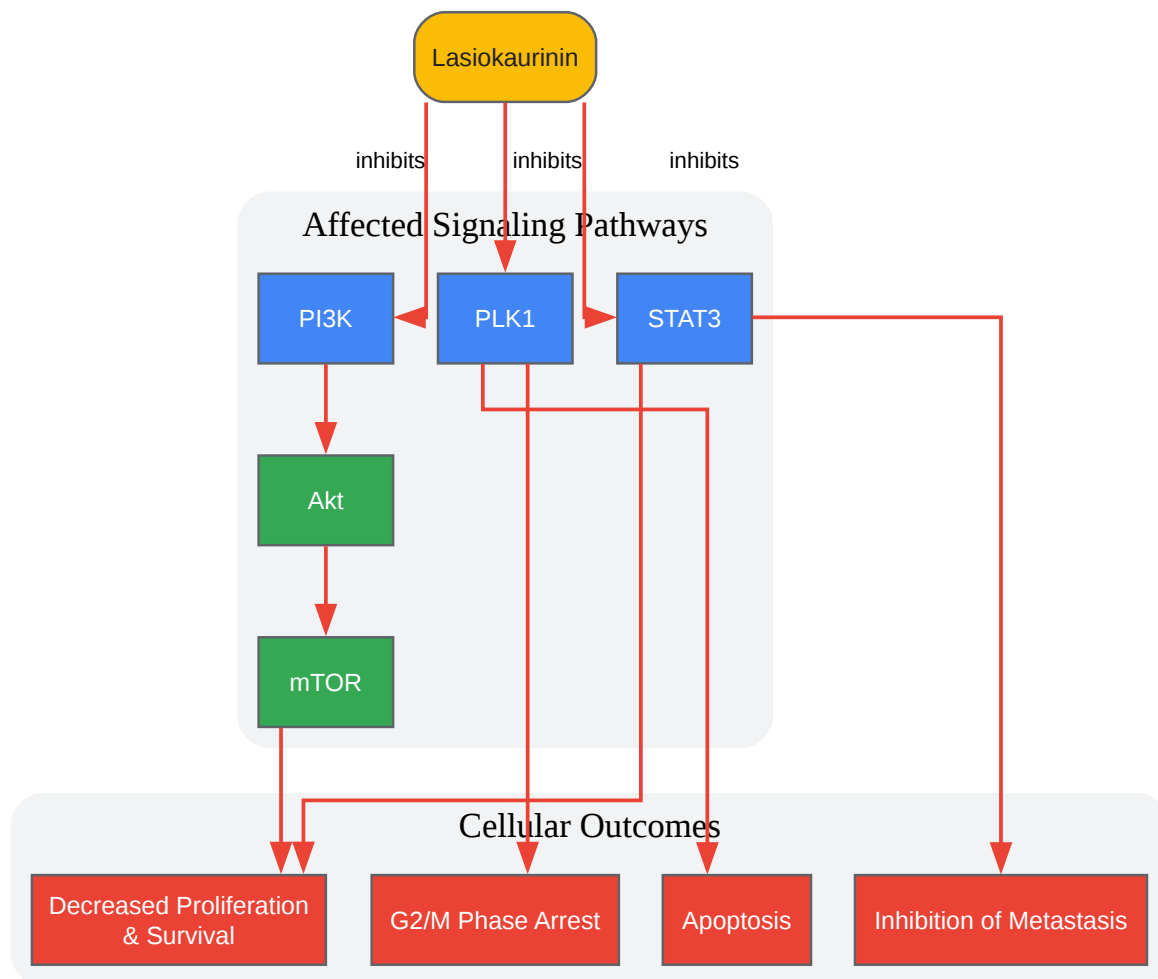 Lasiokaurinin
inhibits
inhibits
inhibits
Affected Signaling Pathways
PI3K
PLK1
STAT3
Akt
mTOR
Cellular Outcomes
Decreased Proliferation
& Survival
G2/M Phase Arrest
Apoptosis
Inhibition of Metastasis